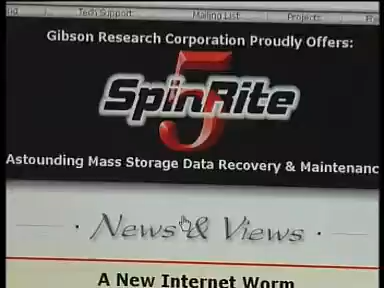 Tech Support Mailing List Projects
Gibson Research Corporation Proudly Offers:
SpinRite
5
Astounding Mass Storage Data Recovery & Maintenanc
News & Views
A New Internet Worm